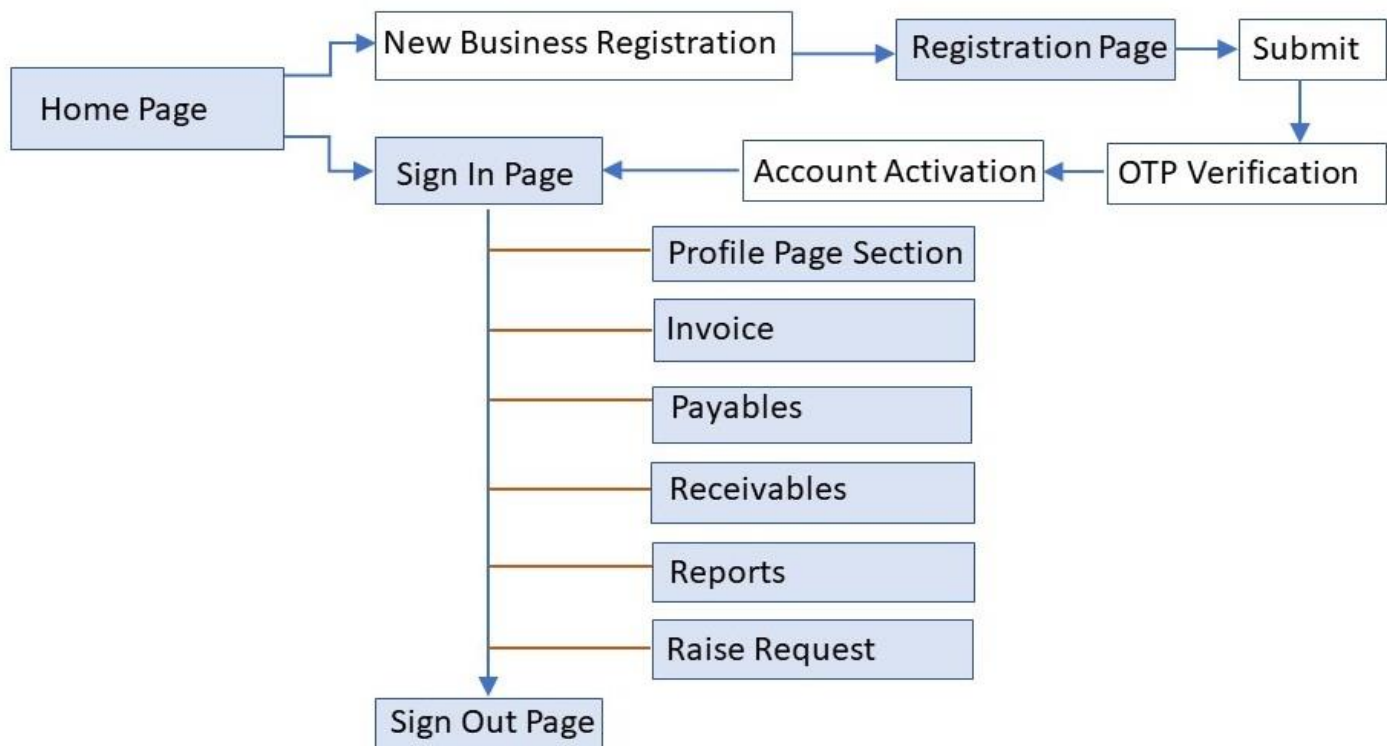 New Business Registration
Registration Page
Submit
Home Page
Sign In Page
Account Activation
OTP Verification
Profile Page Section
Invoice
Payables
Receivables
Reports
Raise Request
Sign Out Page